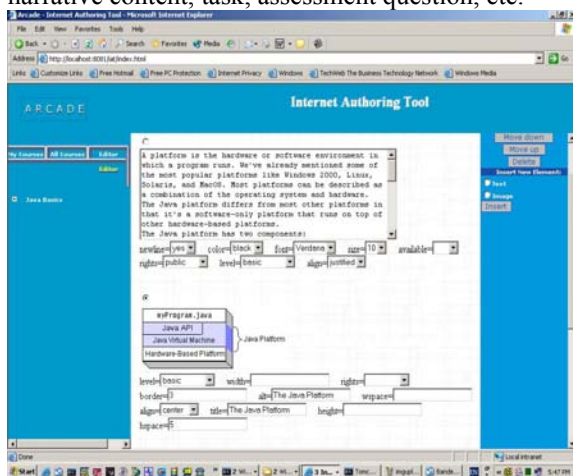 narrative content, task, assessment question, etc.
Arcade - Internet Authoring Tool - Microsoft Internet Explorer
File Edit View Favorites Tools Help
Back Search Favorites Media
Address http://localhost:8081/iat/index.html Go
Links Customize Links Free Hotmail Free PC Protection Internet Privacy Windows TechWeb The Business Technology Network Windows Media
ARCADE
Internet Authoring Tool
My Courses All Courses Editor
Editor
Java Basics
A platform is the hardware or software environment in
which a program runs. We've already mentioned some of
the most popular platforms like Windows 2000, Linux,
Solaris, and MacOS. Most platforms can be described as
a combination of the operating system and hardware.
The Java platform differs from most other platforms in
that it's a software-only platform that runs on top of
other hardware-based platforms.
The Java platform has two components:
newline= yes color= black font= Verdana size= 10 available=
rights= public level= basic align= justified
myProgram.java
Java API
Java Virtual Machine
Java Platform
Hardware-Based Platform
level= basic width= rights=
border= 3 alt= The Java Platform wspace=
align= center title= The Java Platform height=
hspace= 5
Move down
Move up
Delete
Insert New Element:
Text
Image
Insert
Done Local intranet
Start 5:47 PM